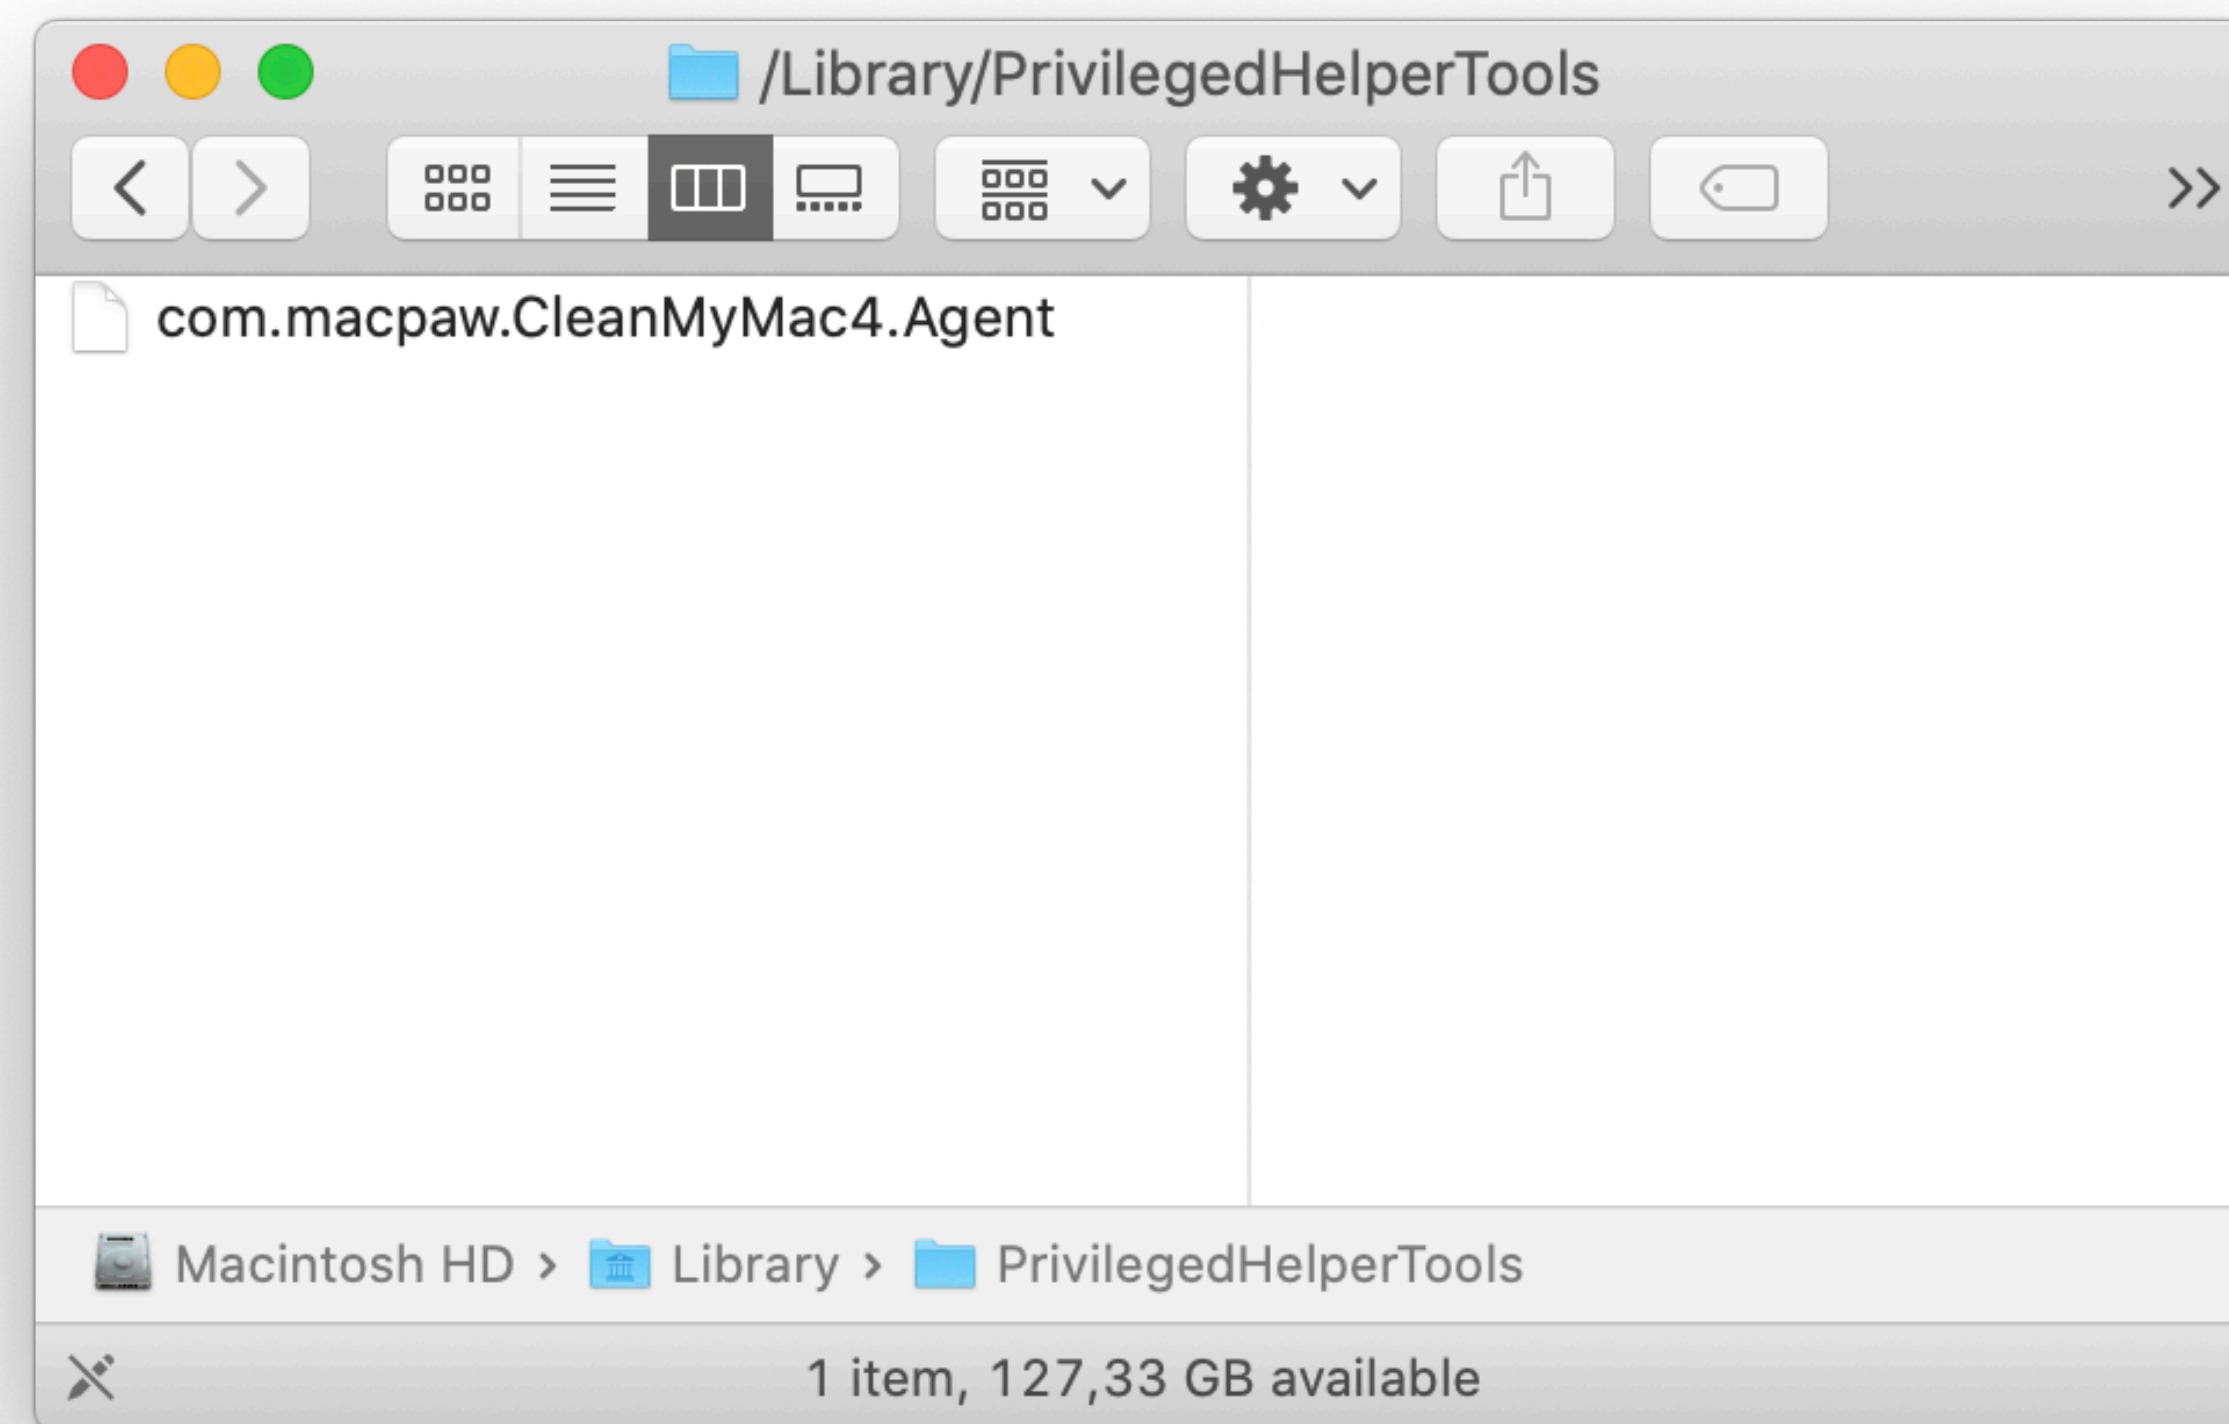 /Library/PrivilegedHelperTools
com.macpaw.CleanMyMac4.Agent
Macintosh HD › Library › PrivilegedHelperTools
1 item, 127,33 GB available